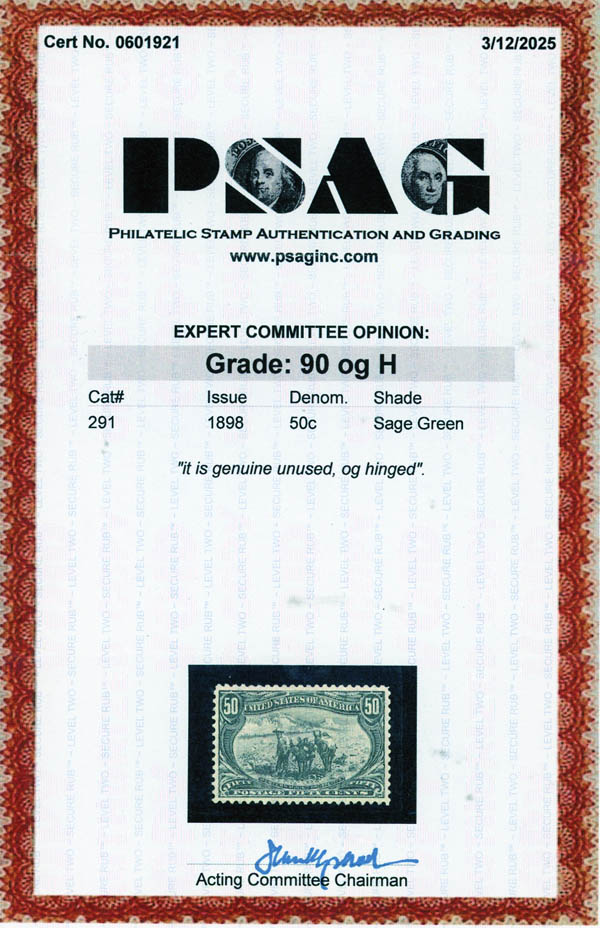 Cert No. 0601921 3/12/2025
PSAG
PHILATELIC STAMP AUTHENTICATION AND GRADING
www.psaginc.com
EXPERT COMMITTEE OPINION:
Grade: 90 og H
Cat# Issue Denom. Shade
291 1898 50c Sage Green
"it is genuine unused, og hinged".
50 UNITED STATES OF AMERICA 50
POSTAGE FIFTY CENTS
Acting Committee Chairman